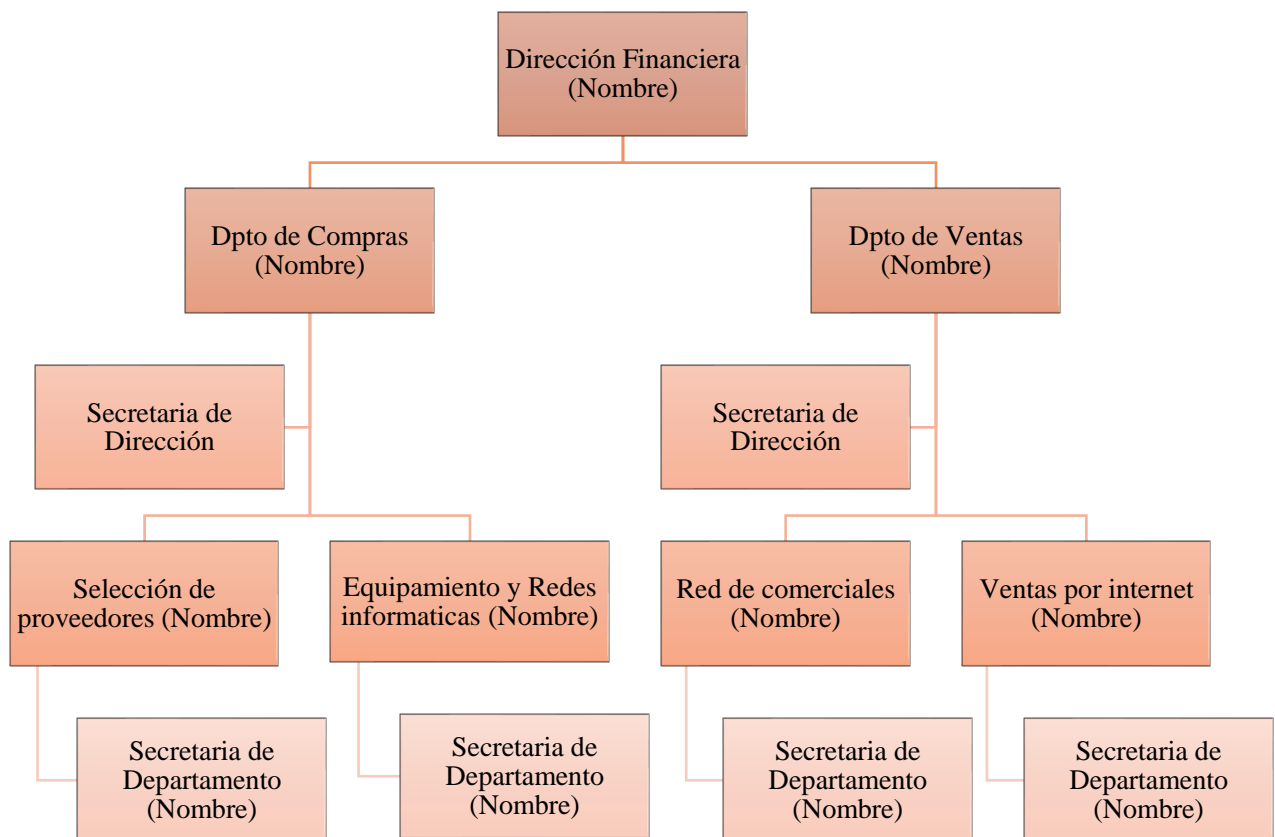 Dirección Financiera
(Nombre)
Dpto de Compras
(Nombre)
Dpto de Ventas
(Nombre)
Secretaria de
Dirección
Secretaria de
Dirección
Selección de
proveedores (Nombre)
Equipamiento y Redes
informaticas (Nombre)
Red de comerciales
(Nombre)
Ventas por internet
(Nombre)
Secretaria de
Departamento
(Nombre)
Secretaria de
Departamento
(Nombre)
Secretaria de
Departamento
(Nombre)
Secretaria de
Departamento
(Nombre)